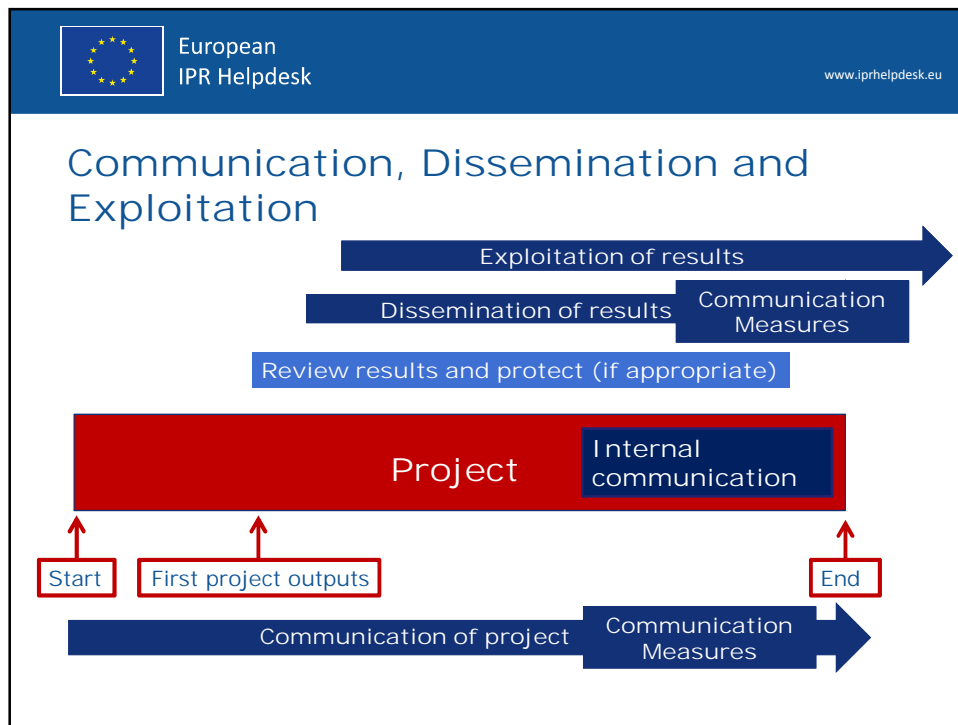 European
IPR Helpdesk
www.iprhelpdesk.eu
Communication, Dissemination and
Exploitation
Exploitation of results
Dissemination of results
Communication
Measures
Review results and protect (if appropriate)
Project
Internal
communication
Start
First project outputs
End
Communication of project
Communication
Measures